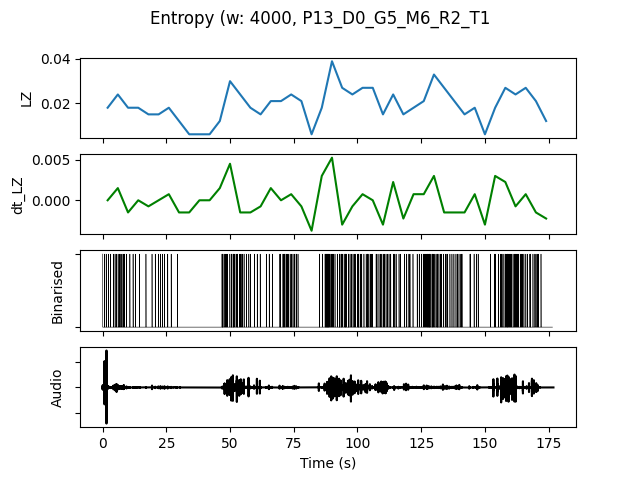 Entropy (w: 4000, P13_D0_G5_M6_R2_T1
0.04
0.02
LZ
0.005
0.000
dt_LZ
Binarised
Audio
0 25 50 75 100 125 150 175
Time (s)